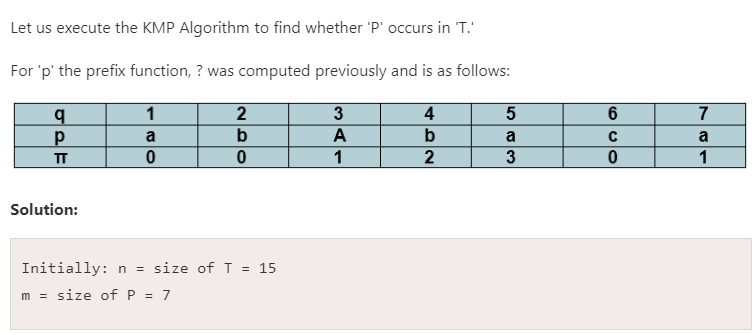 Let us execute the KMP Algorithm to find whether 'P' occurs in 'T.'
For 'p' the prefix function, ? was computed previously and is as follows:
q 1 2 3 4 5 6 7
p a b A b a c a
π 0 0 1 2 3 0 1
Solution:
Initially: n = size of T = 15
m = size of P = 7